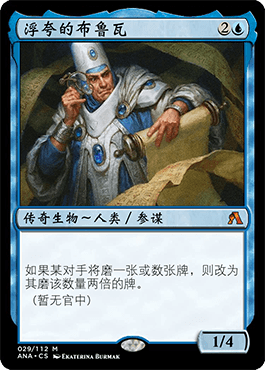 浮夸的布鲁瓦 2
传奇生物～人类／参谋
如果某对手将磨一张或数张牌，则改为
其磨该数量两倍的牌。
（暂无官中）
1/4
029/112 M
ANA • CS EKATERINA BURMAK